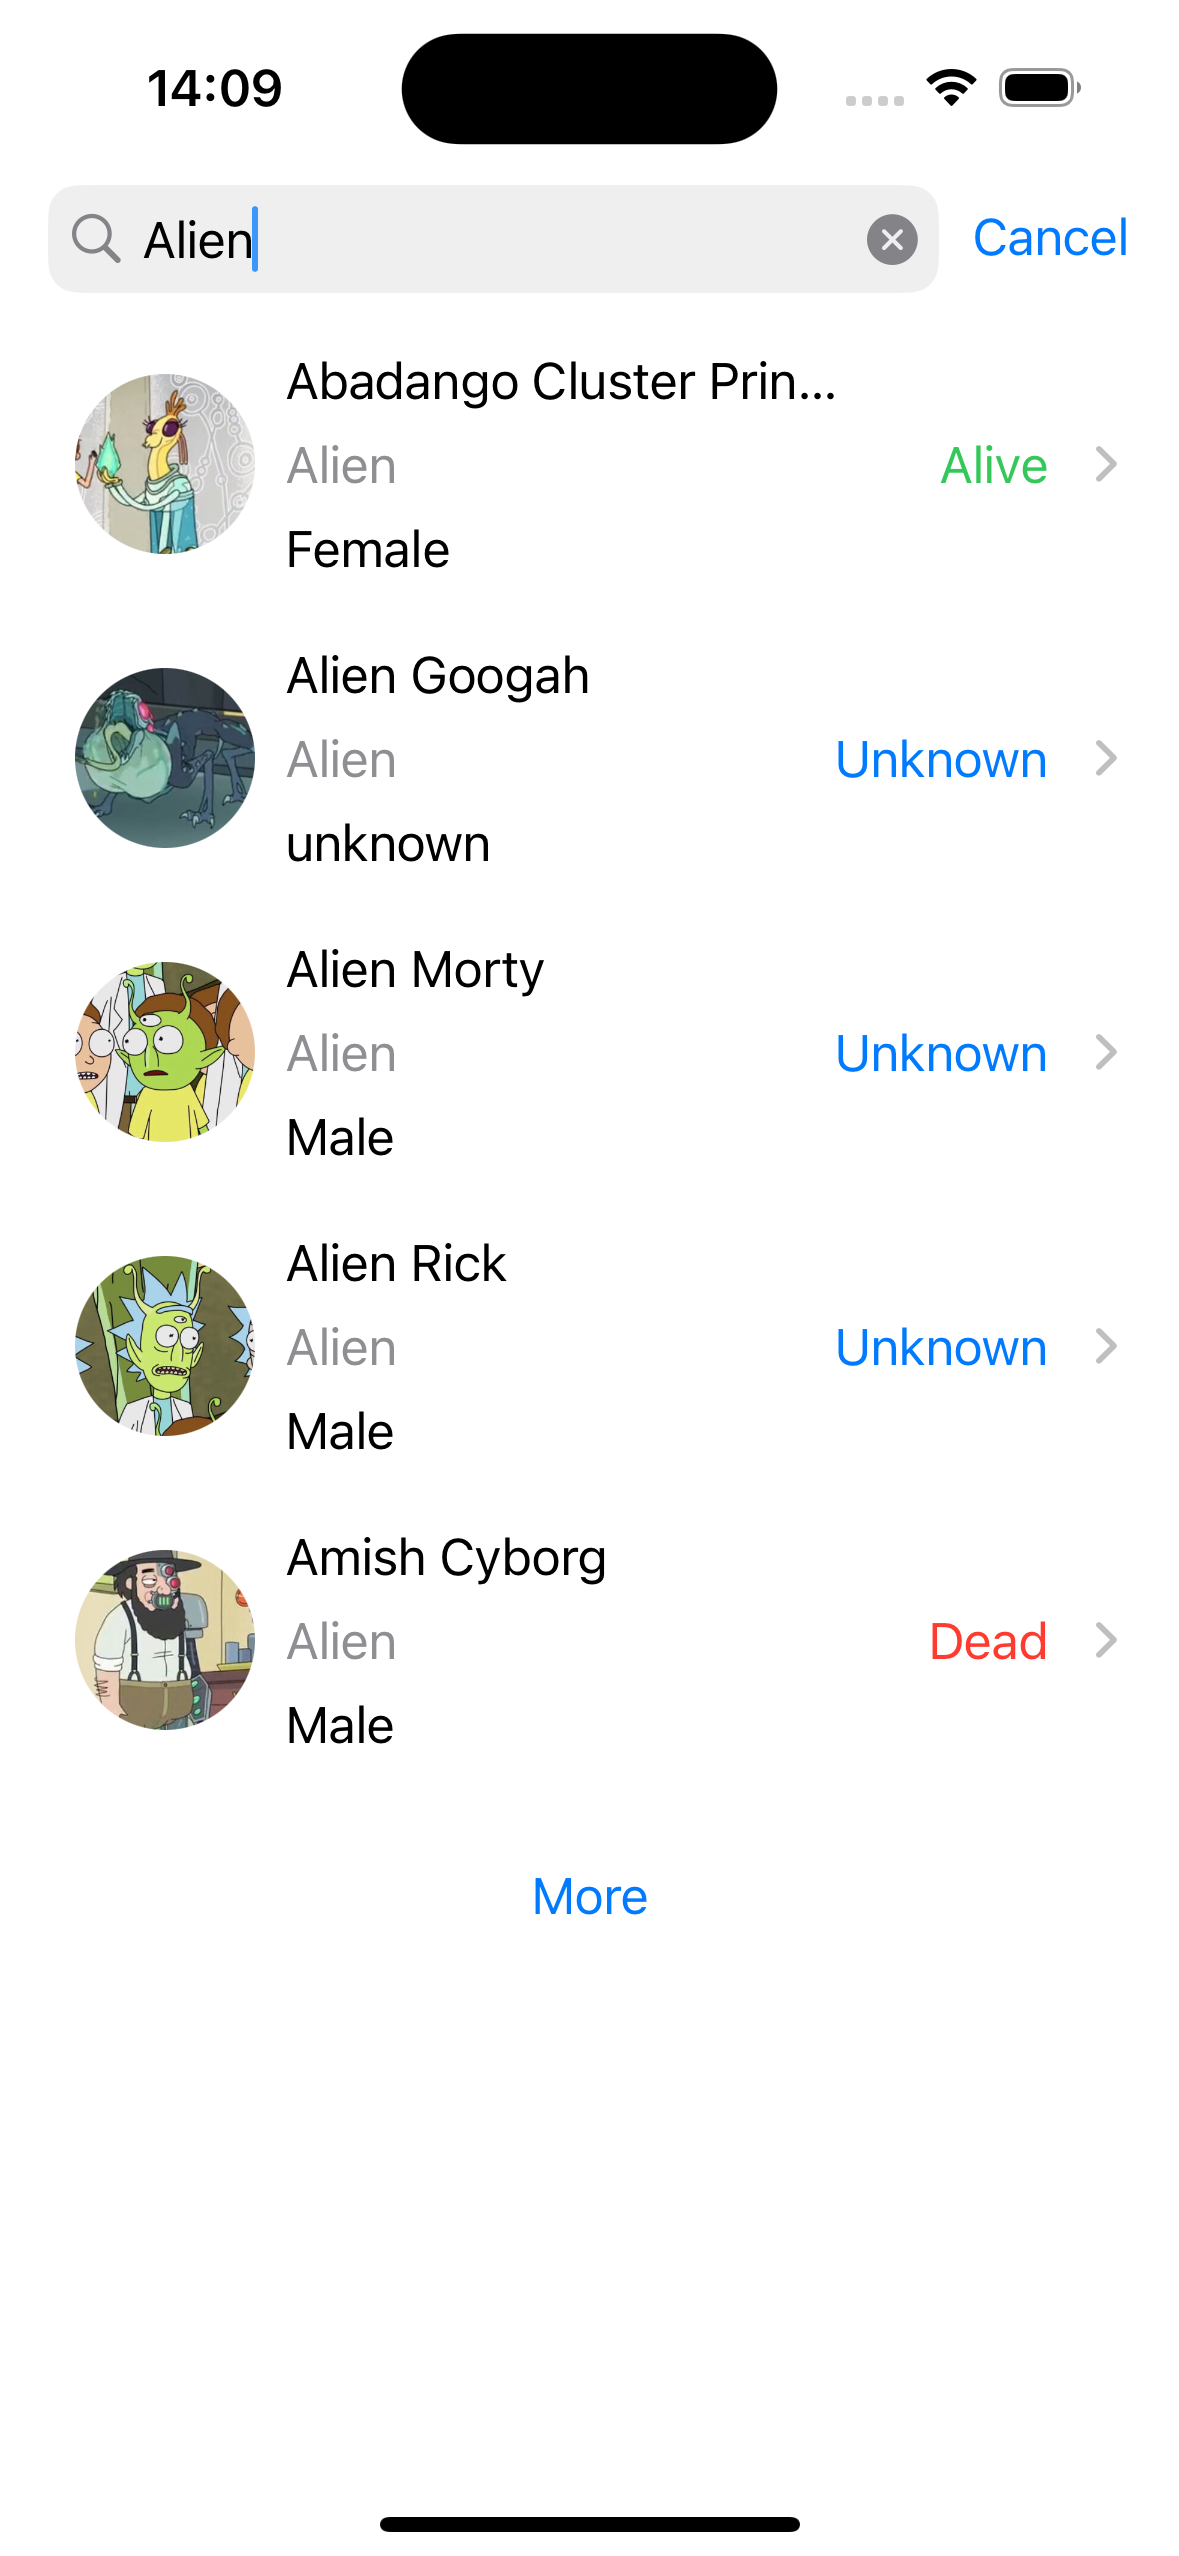 14:09
Alien
Cancel
Abadango Cluster Prin...
Alien
Alive
Female
Alien Googah
Alien
Unknown
unknown
Alien Morty
Alien
Unknown
Male
Alien Rick
Alien
Unknown
Male
Amish Cyborg
Alien
Dead
Male
More